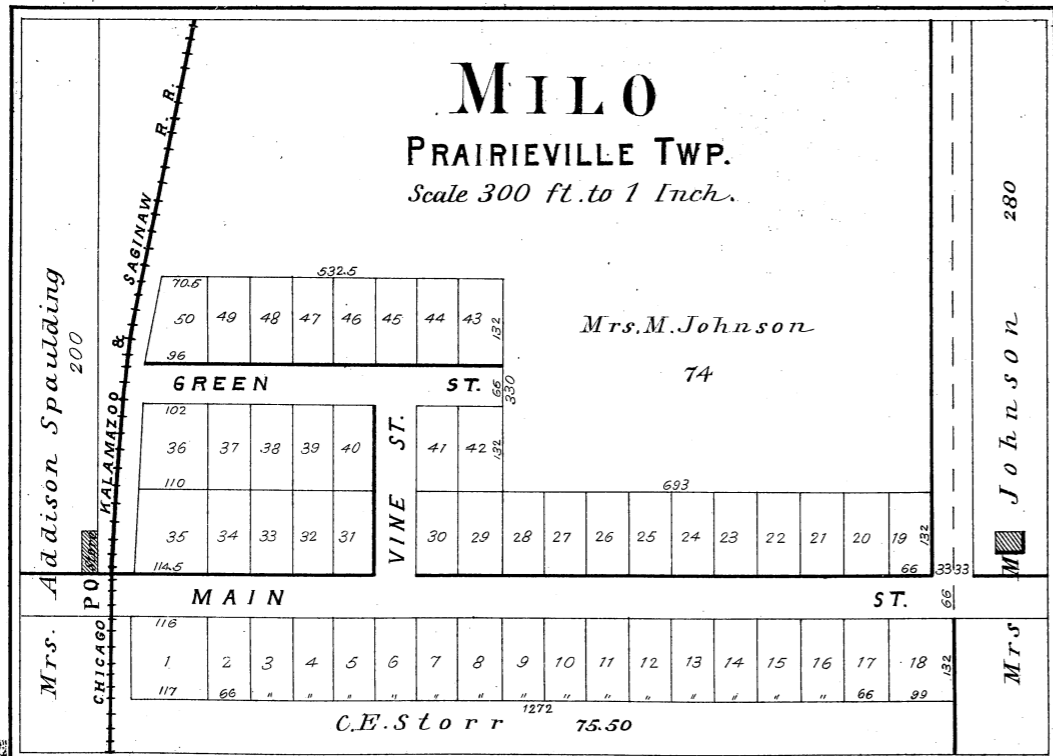 MILO
PRAIRIEVILLE TWP.
Scale 300 ft. to 1 Inch.
CHICAGO KALAMAZOO & SAGINAW R. R.
Mrs. Addison Spaulding
200
280
Mrs M Johnson
532.5
70.5
50 49 48 47 46 45 44 43 132
96
Mrs. M. Johnson
74
GREEN ST. 66 330
102
36 37 38 39 40 VINE ST. 41 42 132
110
693
35 34 33 32 31 30 29 28 27 26 25 24 23 22 21 20 19 132
114.5
66 33 33
Store
PO
MAIN ST. 66
116
1 2 3 4 5 6 7 8 9 10 11 12 13 14 15 16 17 18 132
117 66 " " " " " " " " " " " " " " 66 99
1272
C.E. Storr 75.50